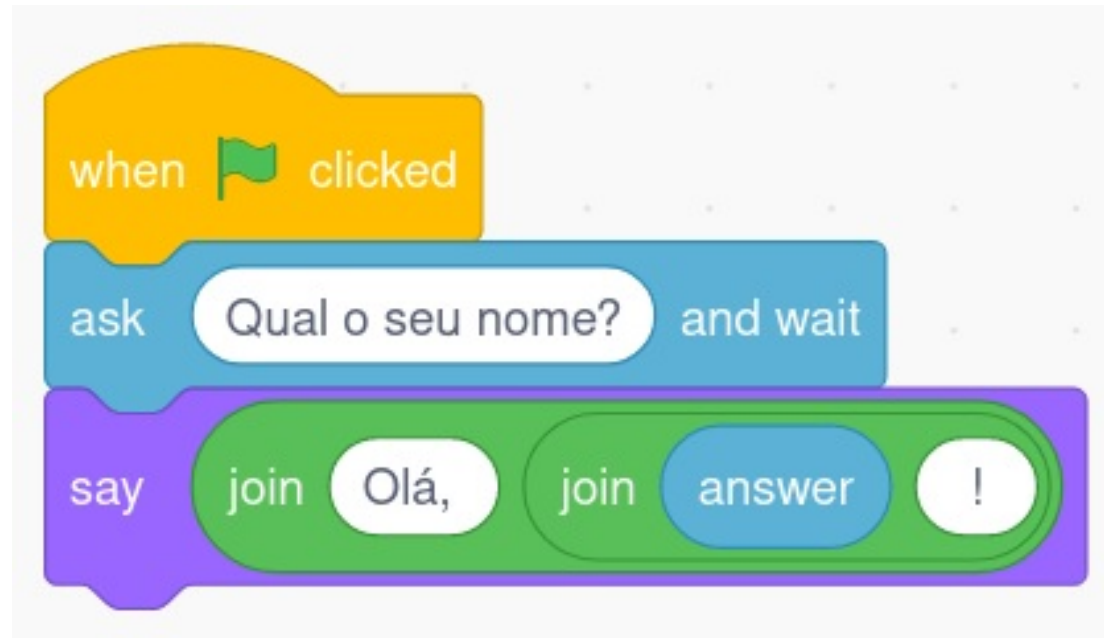 when clicked
ask Qual o seu nome? and wait
say join Olá, join answer !